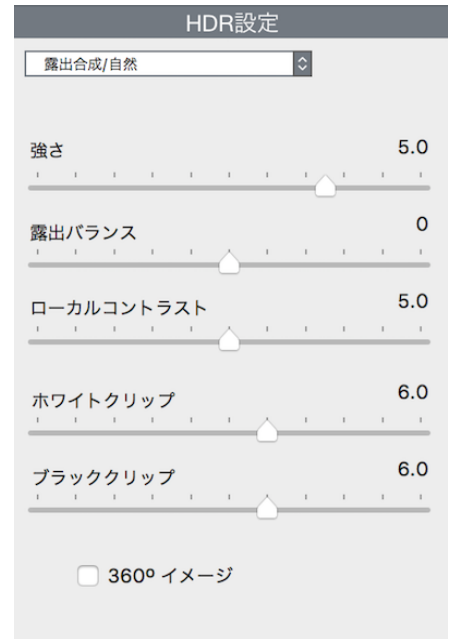 HDR設定
露出合成/自然
強さ 5.0
露出バランス 0
ローカルコントラスト 5.0
ホワイトクリップ 6.0
ブラッククリップ 6.0
360º イメージ